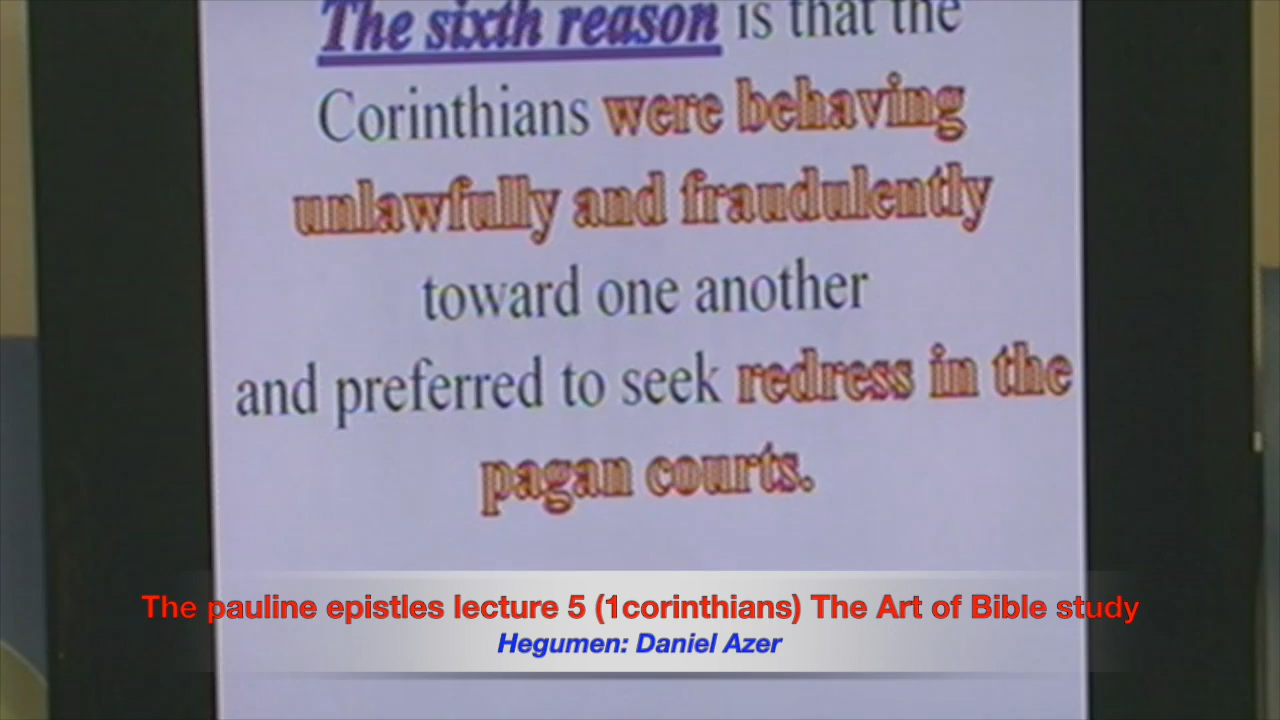 The sixth reason is that the
Corinthians were behaving
unlawfully and fraudulently
toward one another
and preferred to seek redress in the
pagan courts.
The pauline epistles lecture 5 (1corinthians) The Art of Bible study
Hegumen: Daniel Azer